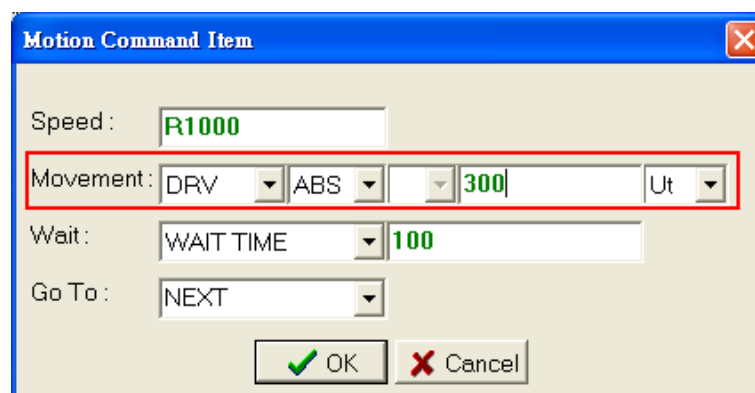 Motion Command Item
Speed : R1000
Movement : DRV ABS 300 Ut
Wait : WAIT TIME 100
Go To : NEXT
OK Cancel